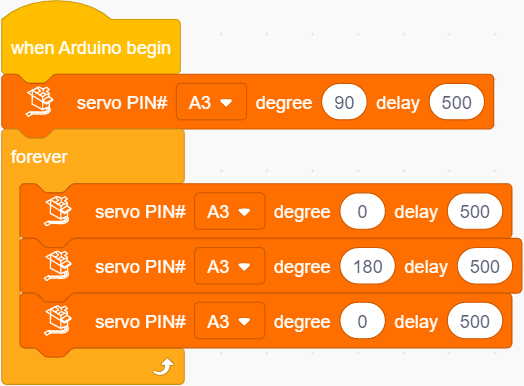 when Arduino begin
servo PIN# A3 degree 90 delay 500
forever
servo PIN# A3 degree 0 delay 500
servo PIN# A3 degree 180 delay 500
servo PIN# A3 degree 0 delay 500